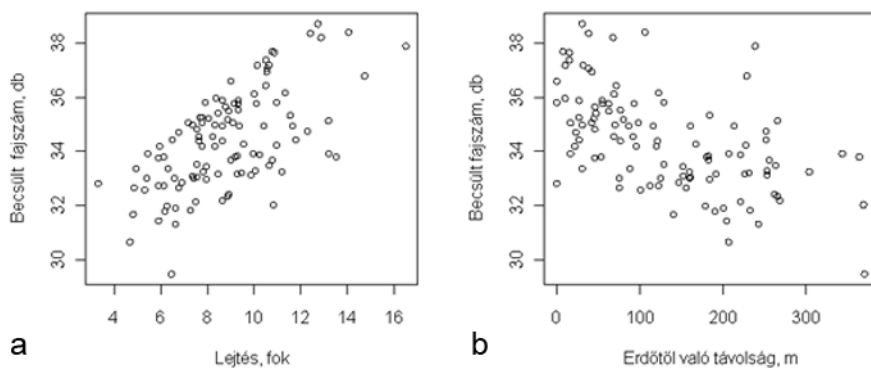 Becsült fajszám, db
38
36
34
32
30
4 6 8 10 12 14 16
Lejtés, fok
a
Becsült fajszám, db
38
36
34
32
30
0 100 200 300
Erdőtől való távolság, m
b